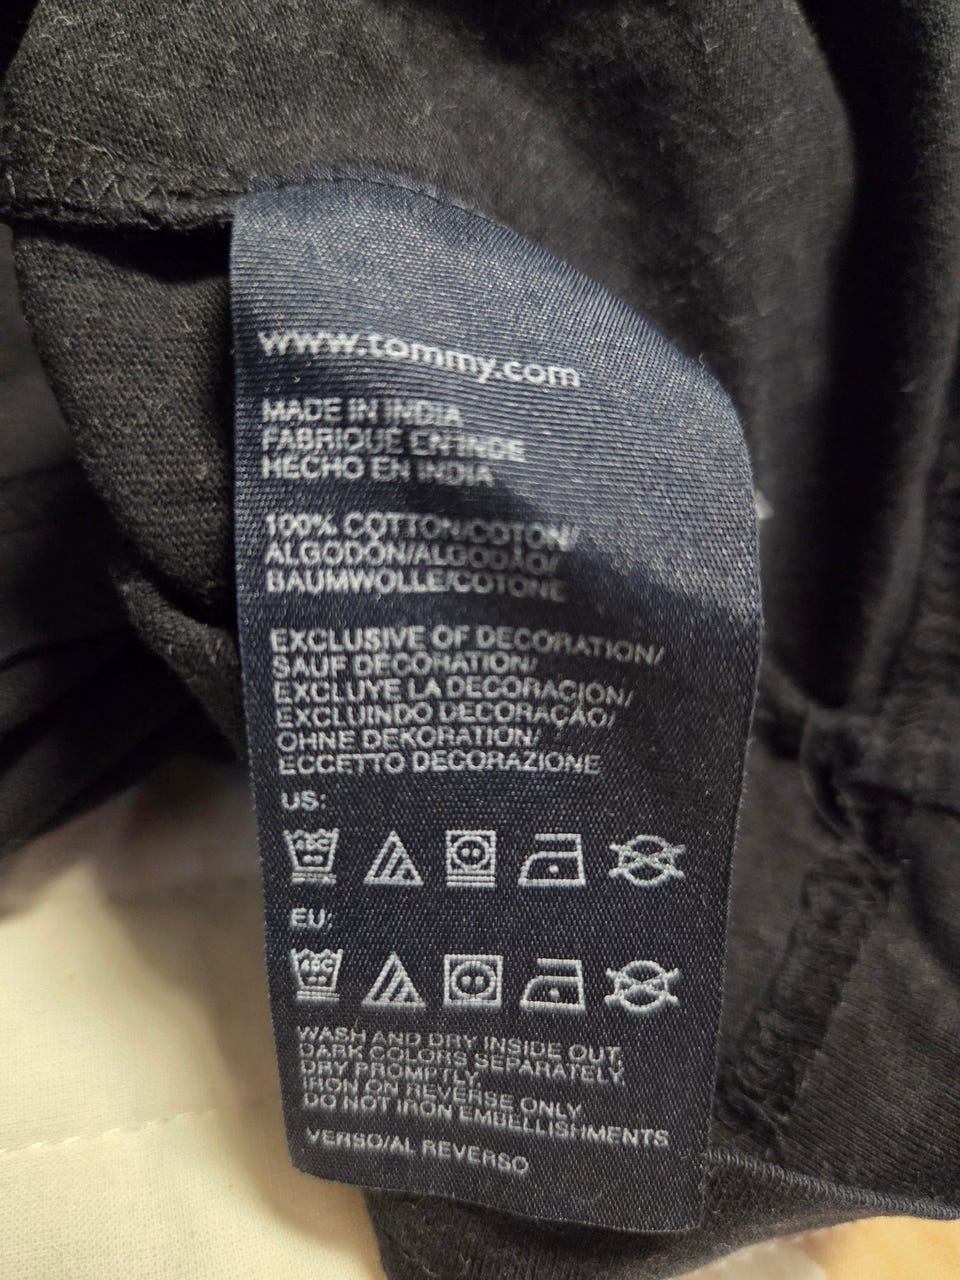 www.tommy.com
MADE IN INDIA
FABRIQUÉ EN INDE
HECHO EN INDIA
100% COTTON/COTON/
ALGODÓN/ALGODÃO/
BAUMWOLLE/COTONE
EXCLUSIVE OF DECORATION/
SAUF DÉCORATION/
EXCLUYE LA DECORACIÓN/
EXCLUINDO DECORAÇÃO/
OHNE DEKORATION/
ECCETTO DECORAZIONE
US:
EU:
WASH AND DRY INSIDE OUT,
DARK COLORS SEPARATELY.
DRY PROMPTLY.
IRON ON REVERSE ONLY
DO NOT IRON EMBELLISHMENTS
VERSO/AL REVERSO